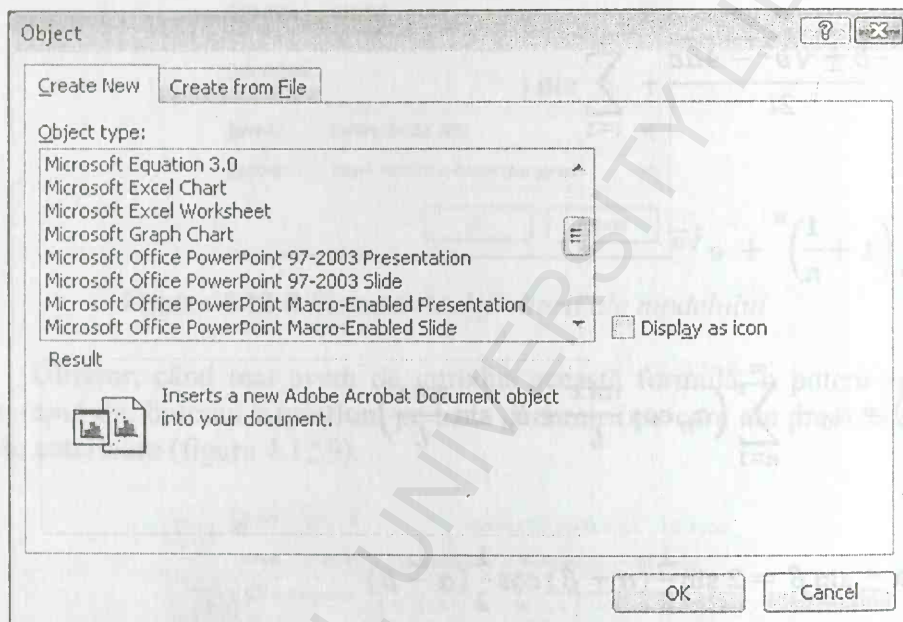 Object
Create New
Create from File
Object type:
Microsoft Equation 3.0
Microsoft Excel Chart
Microsoft Excel Worksheet
Microsoft Graph Chart
Microsoft Office PowerPoint 97-2003 Presentation
Microsoft Office PowerPoint 97-2003 Slide
Microsoft Office PowerPoint Macro-Enabled Presentation
Microsoft Office PowerPoint Macro-Enabled Slide
Display as icon
Result
Inserts a new Adobe Acrobat Document object
into your document.
OK
Cancel
UNIVERSITY